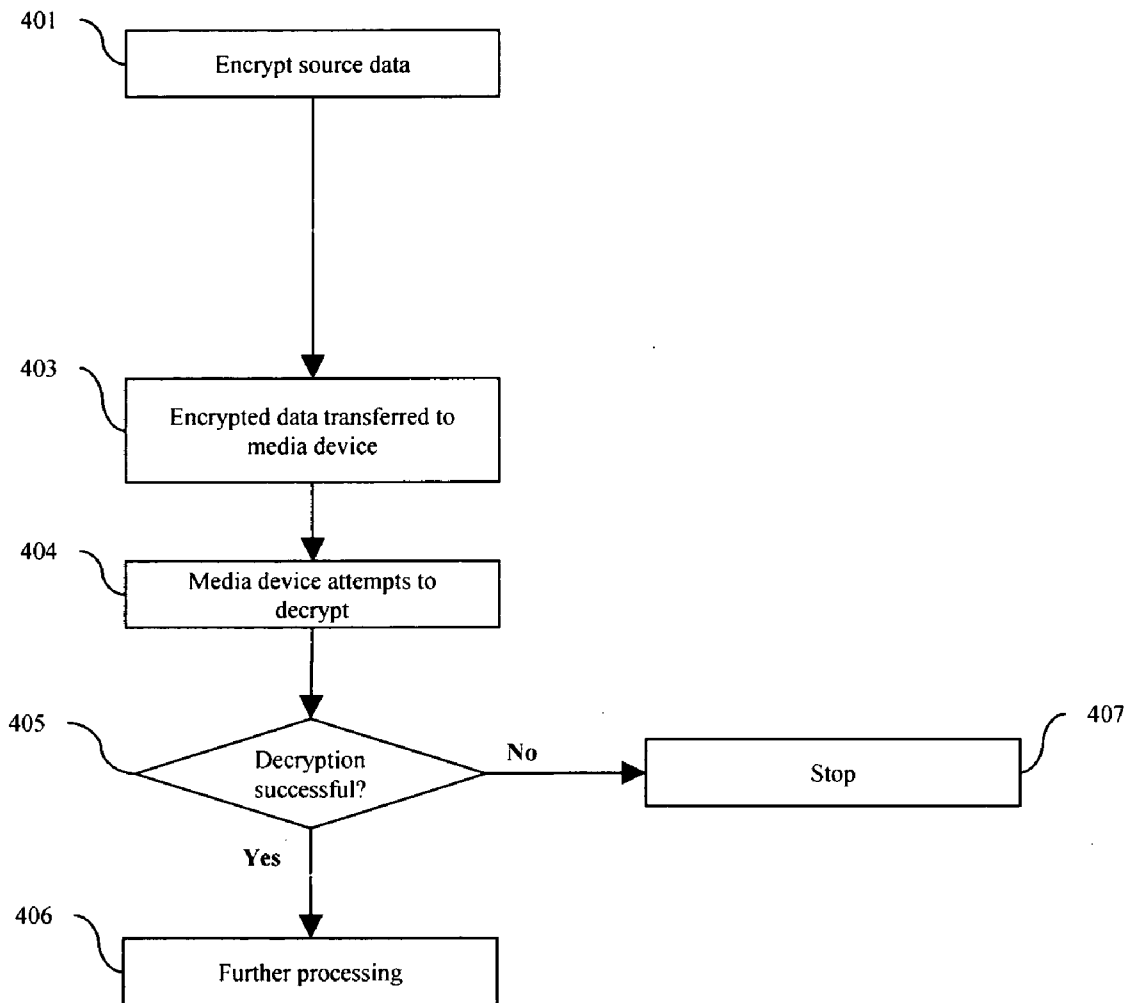 401
Encrypt source data
403
Encrypted data transferred to
media device
404
Media device attempts to
decrypt
405
Decryption
successful?
No
407
Stop
Yes
406
Further processing